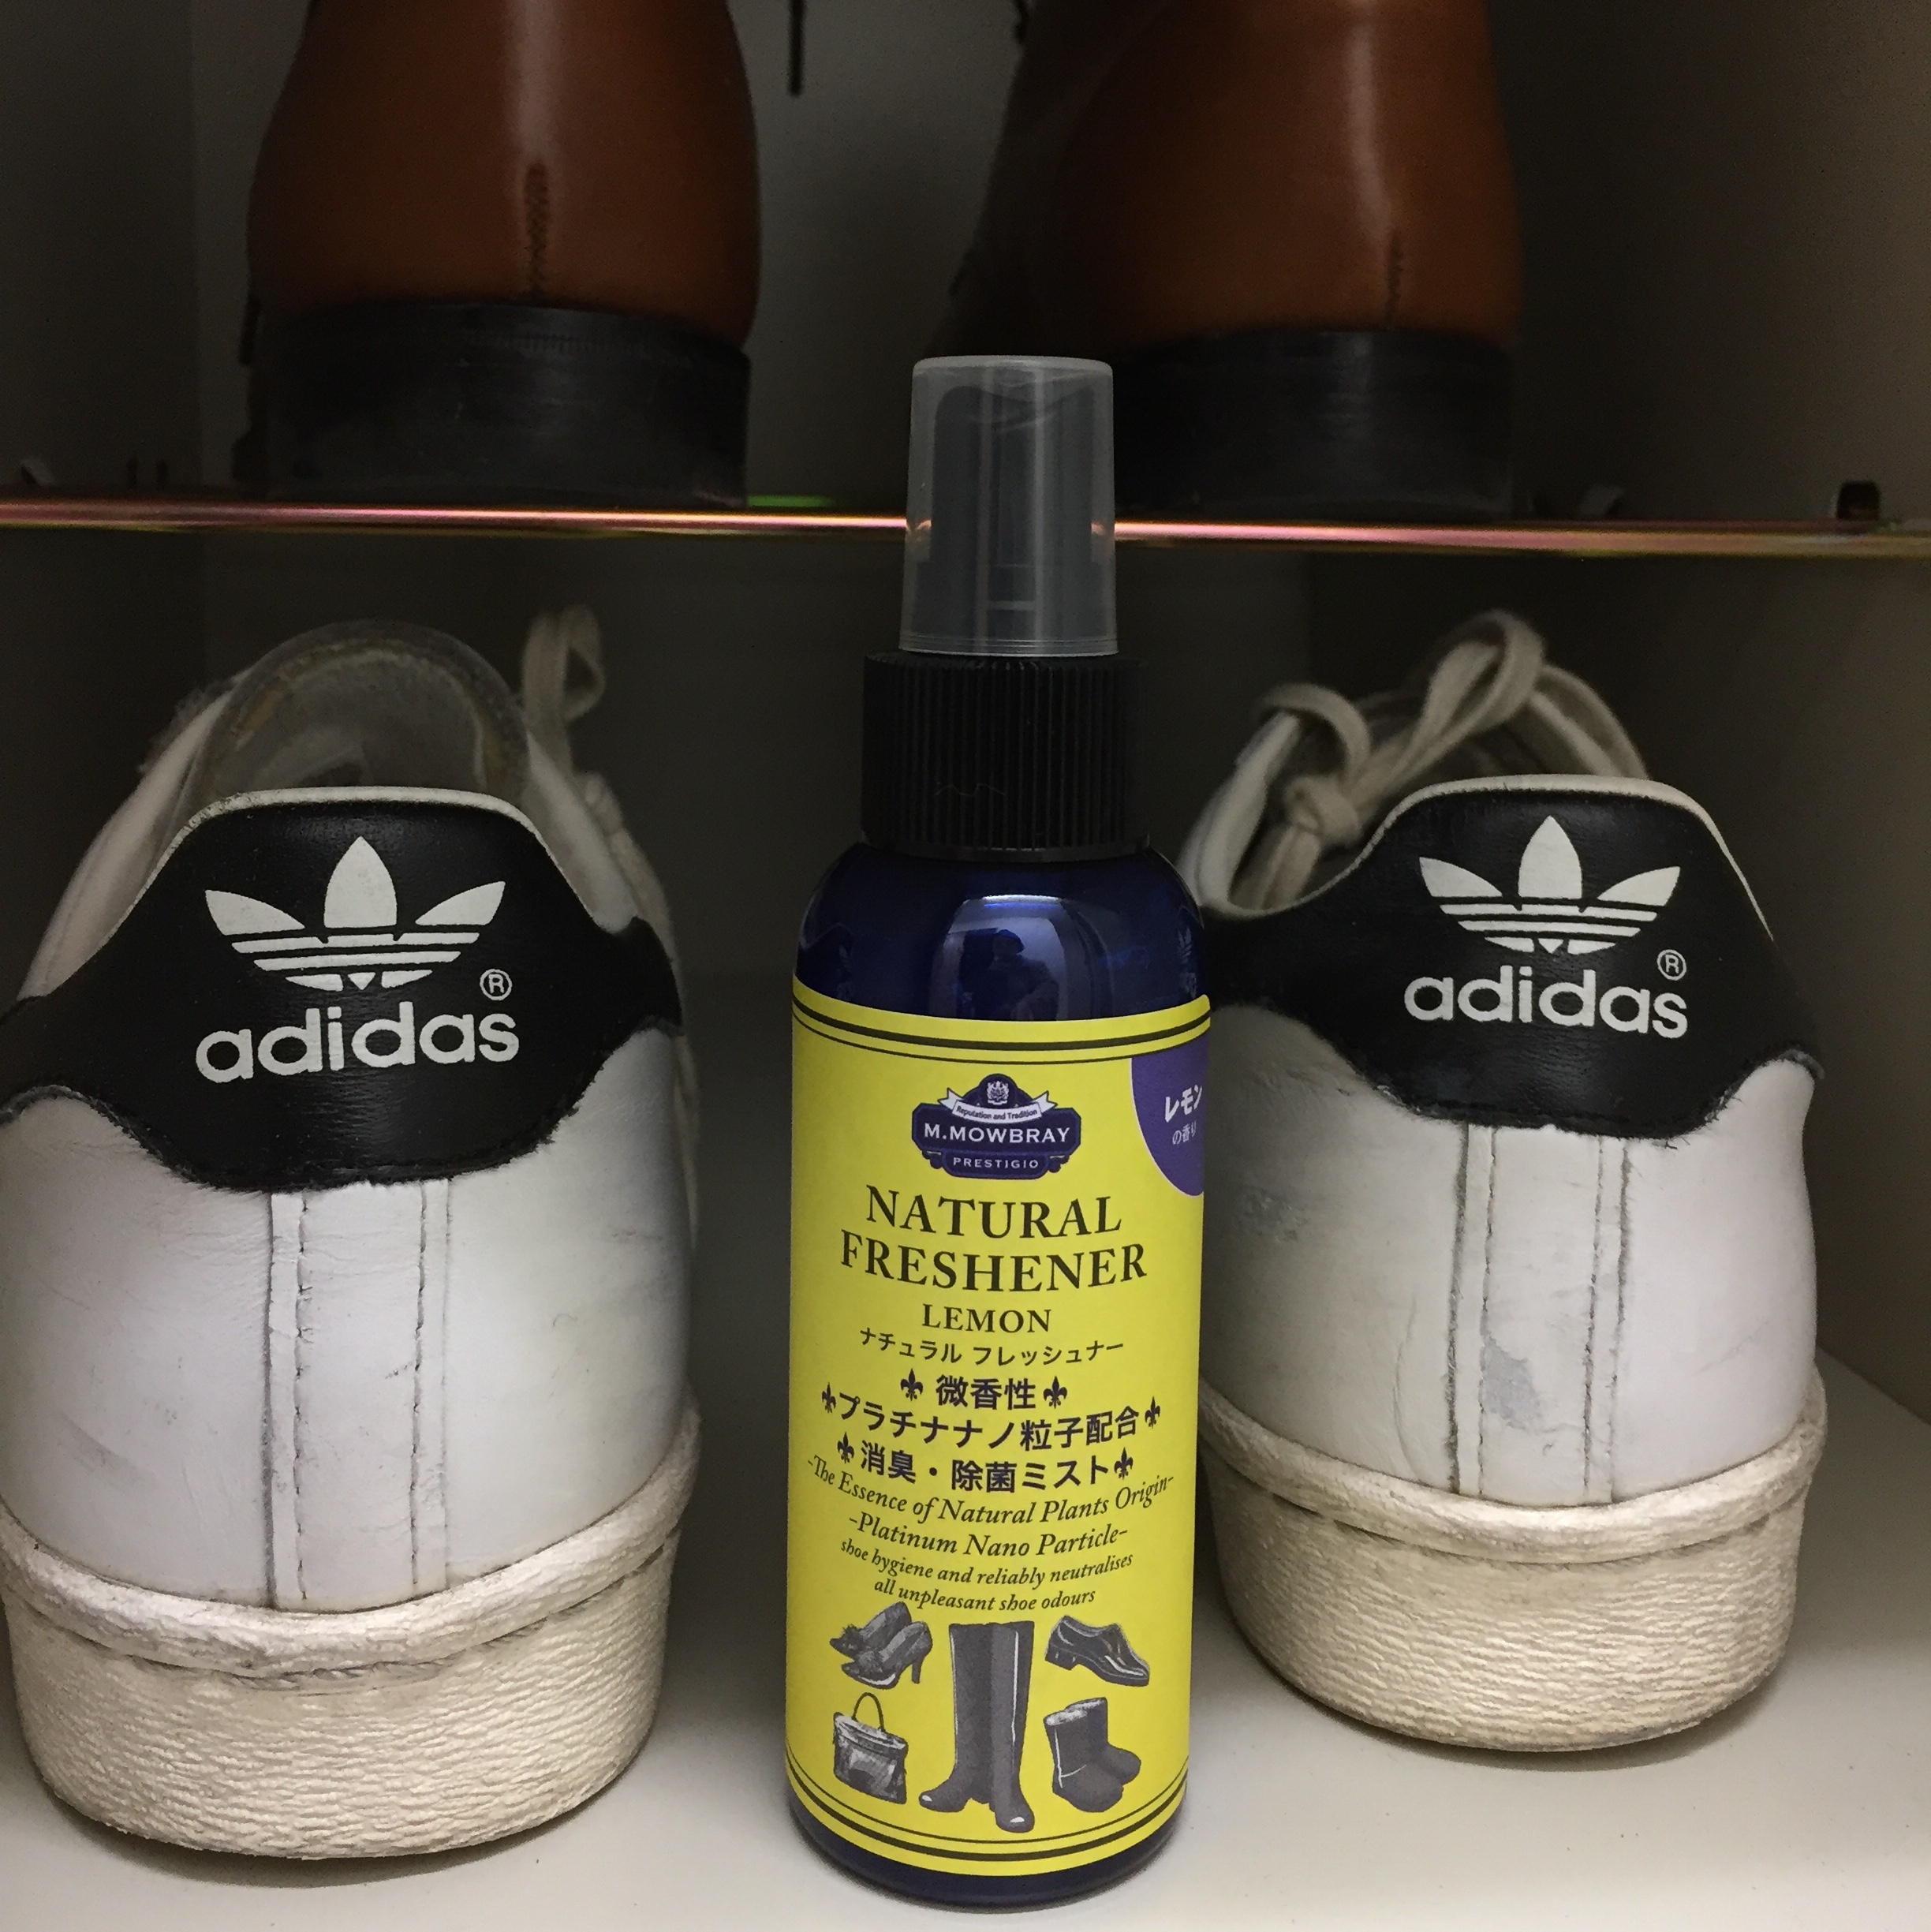 adidas
®
adidas
®
Reputation and Tradition
M.MOWBRAY
PRESTIGIO
レモン
の香り
NATURAL
FRESHENER
LEMON
ナチュラル フレッシュナー
微香性
プラチナナノ粒子配合
消臭・除菌ミスト
-The Essence of Natural Plants Origin-
-Platinum Nano Particle-
shoe hygiene and reliably neutralises
all unpleasant shoe odours